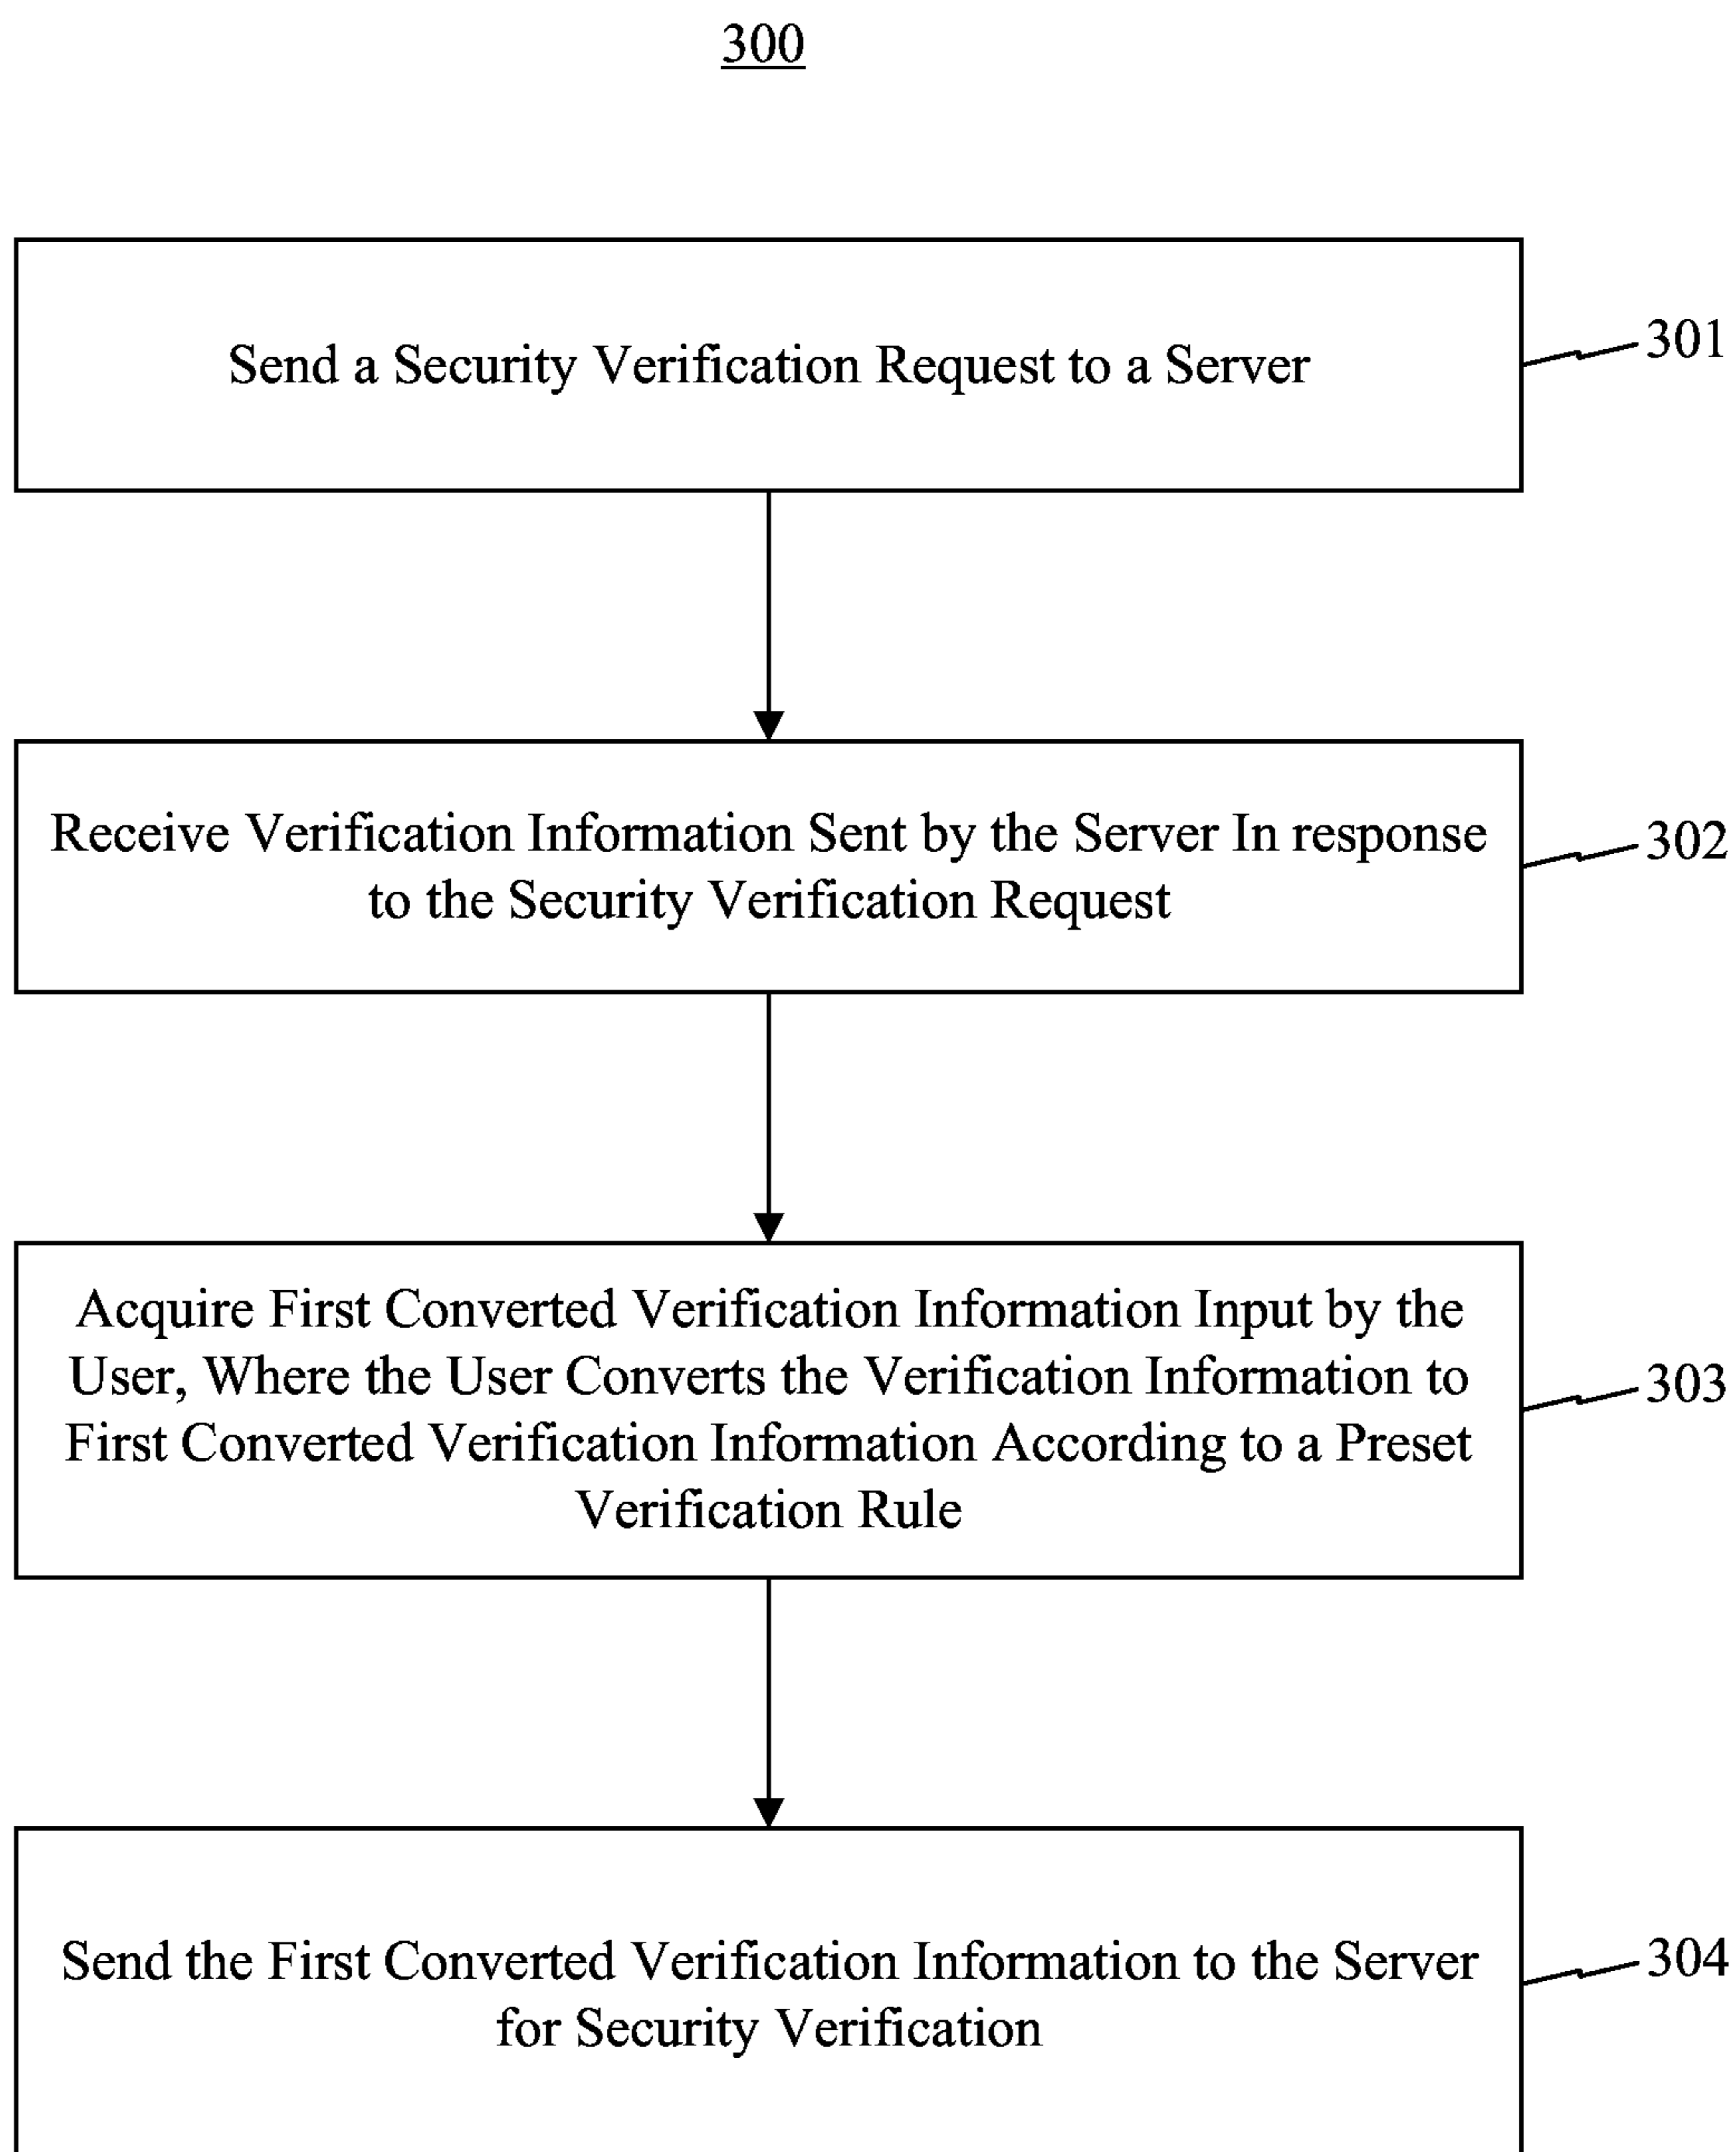 300
Send a Security Verification Request to a Server
301
Receive Verification Information Sent by the Server In response
to the Security Verification Request
302
Acquire First Converted Verification Information Input by the
User, Where the User Converts the Verification Information to
First Converted Verification Information According to a Preset
Verification Rule
303
Send the First Converted Verification Information to the Server
for Security Verification
304